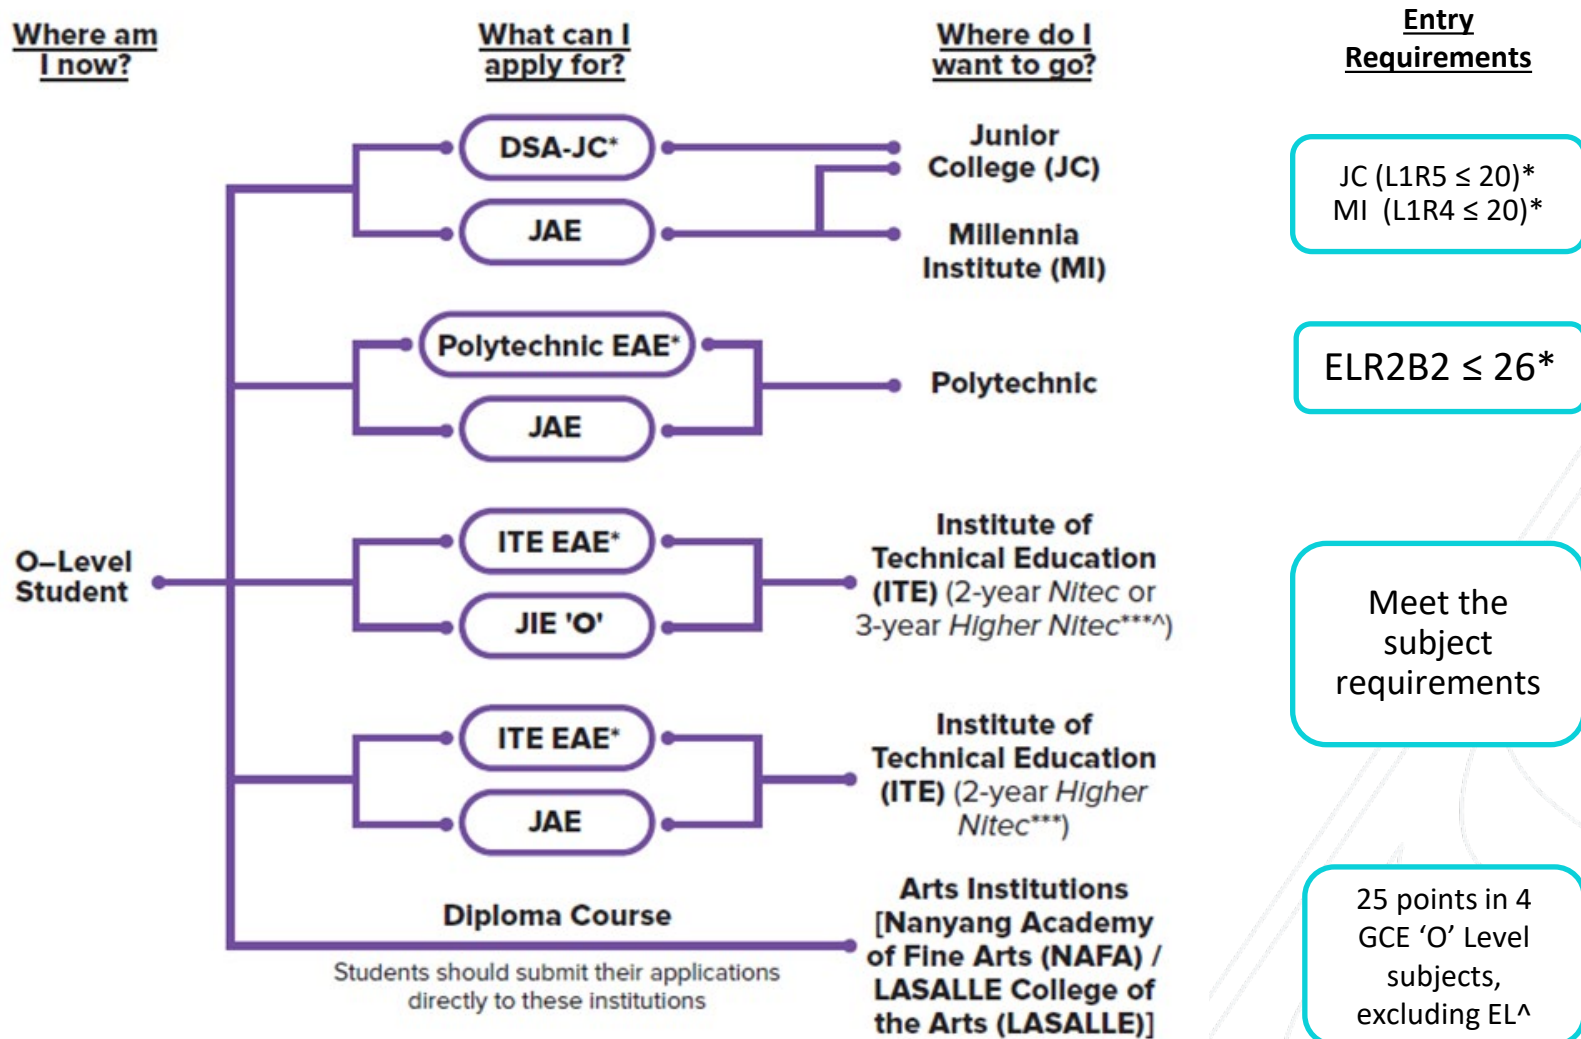 Where am
I now?
What can I
apply for?
Where do I
want to go?
Entry
Requirements
DSA-JC*
Junior
College (JC)
JAE
Millennia
Institute (MI)
JC (L1R5 ≤ 20)*
MI (L1R4 ≤ 20)*
Polytechnic EAE*
JAE
Polytechnic
ELR2B2 ≤ 26*
O–Level
Student
ITE EAE*
JIE 'O'
Institute of
Technical Education
(ITE) (2-year Nitec or
3-year Higher Nitec***^)
Meet the
subject
requirements
ITE EAE*
JAE
Institute of
Technical Education
(ITE) (2-year Higher
Nitec***)
Diploma Course
Students should submit their applications
directly to these institutions
Arts Institutions
[Nanyang Academy
of Fine Arts (NAFA) /
LASALLE College of
the Arts (LASALLE)]
25 points in 4
GCE ‘O’ Level
subjects,
excluding EL^